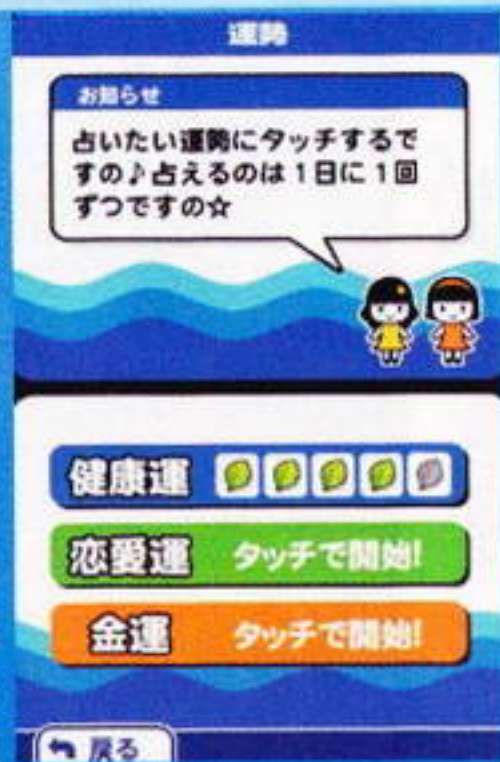 運勢
お知らせ
占いたい運勢にタッチするで
すの♪占えるのは1日に1回
ずつですの☆
健康運
恋愛運 タッチで開始!
金運 タッチで開始!
戻る